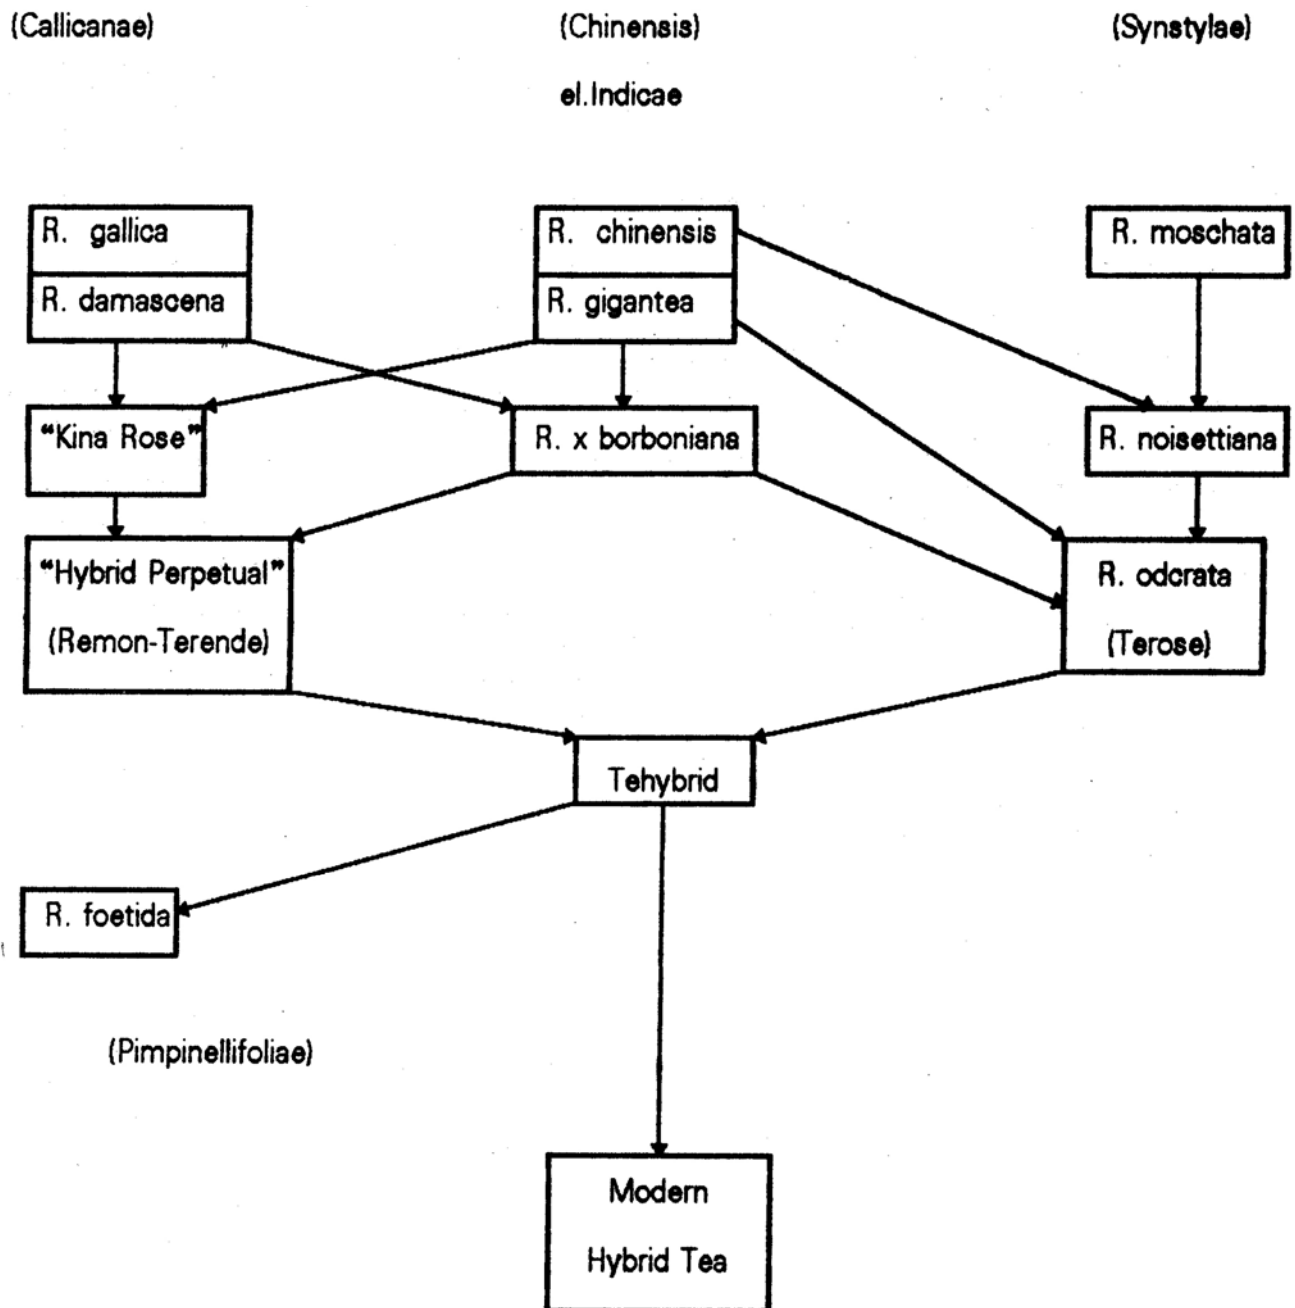 (Callicanae)
(Chinensis)
(Synstylae)
el.Indicae
R. gallica
R. chinensis
R. moschata
R. damascena
R. gigantea
“Kina Rose”
R. x borboniana
R. noisettiana
“Hybrid Perpetual”
R. odcrata
(Remon-Terende)
(Terose)
Tehybrid
R. foetida
(Pimpinellifoliae)
Modern
Hybrid Tea